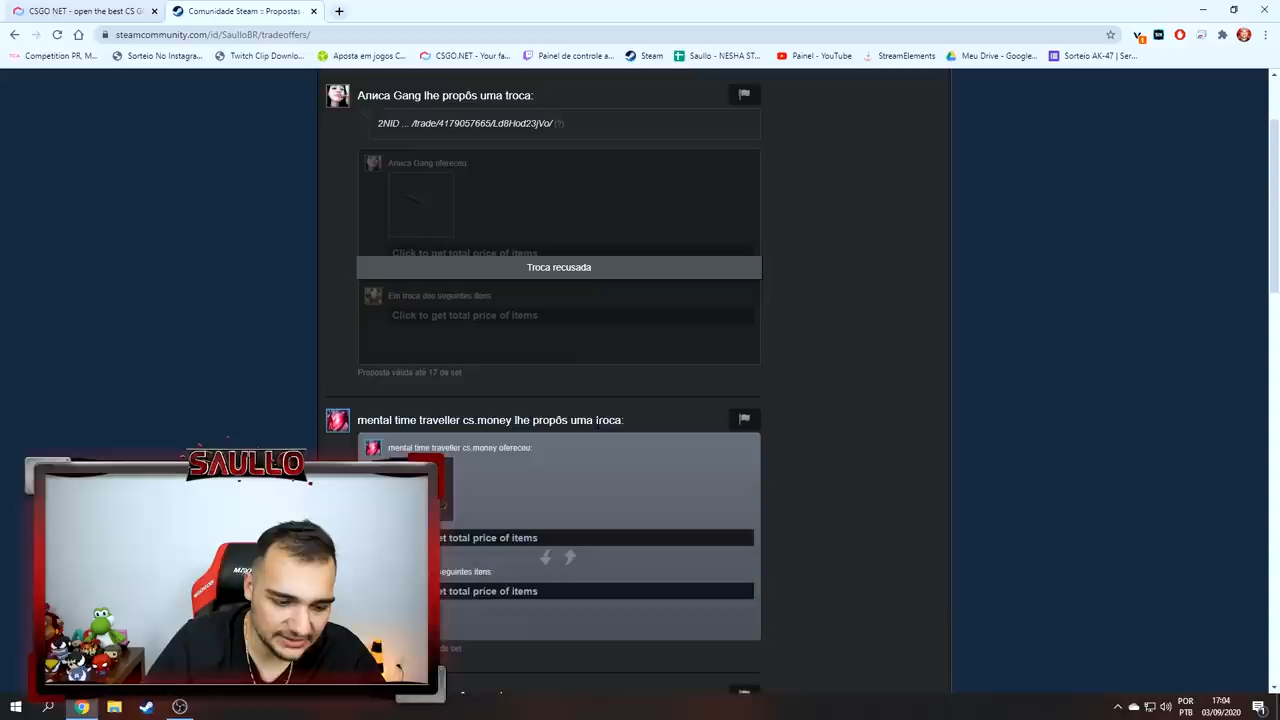 CSGO.NET - open the best CS G
Comunidade Steam :: Propostas
steamcommunity.com/id/SaulloBR/tradeoffers/
Competition PR, M...
Sorteio No Instagra...
Twitch Clip Downlo...
Aposta em jogos C...
CSGO.NET - Your fa...
Painel de controle a...
Steam
Saullo - NESHA ST...
Painel - YouTube
StreamElements
Meu Drive - Google...
Sorteio AK-47 | Ser...
Алиса Gang lhe propôs uma troca:
2NID ... /trade/4179057665/Ld8Hod23jVo/ (?)
Алиса Gang ofereceu:
Click to get total price of items
Troca recusada
Em troca dos seguintes itens
Click to get total price of items
Proposta válida até 17 de set
mental time traveller cs.money lhe propôs uma troca:
mental time traveller cs.money ofereceu:
et total price of items
seguintes itens:
et total price of items
de set
SAULLO
POR
PTB
17:04
03/09/2020